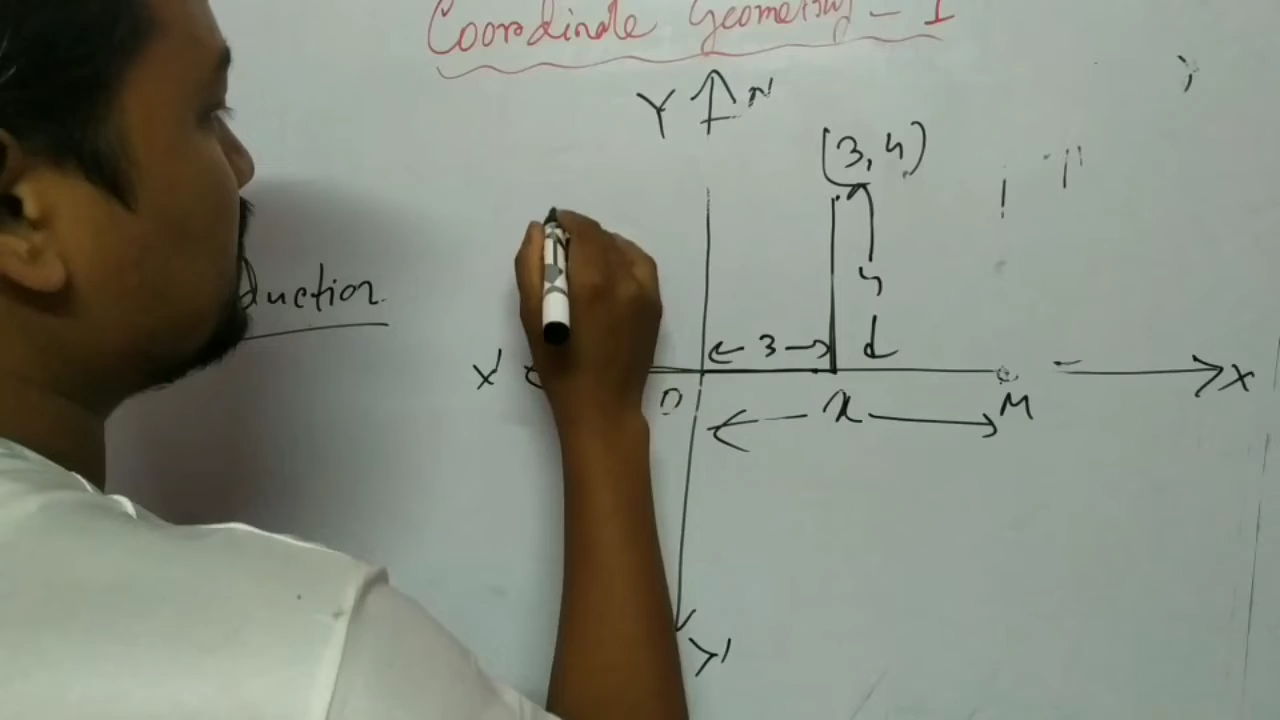 Coordinate Geometry - I
Y N
(3, 4)
duction
4
3
X' X
O x M
Y'